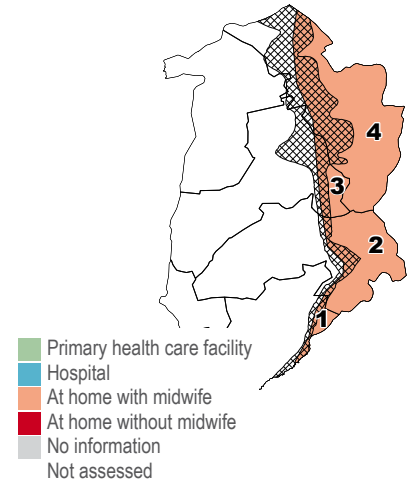 4
3
2
1
Primary health care facility
Hospital
At home with midwife
At home without midwife
No information
Not assessed